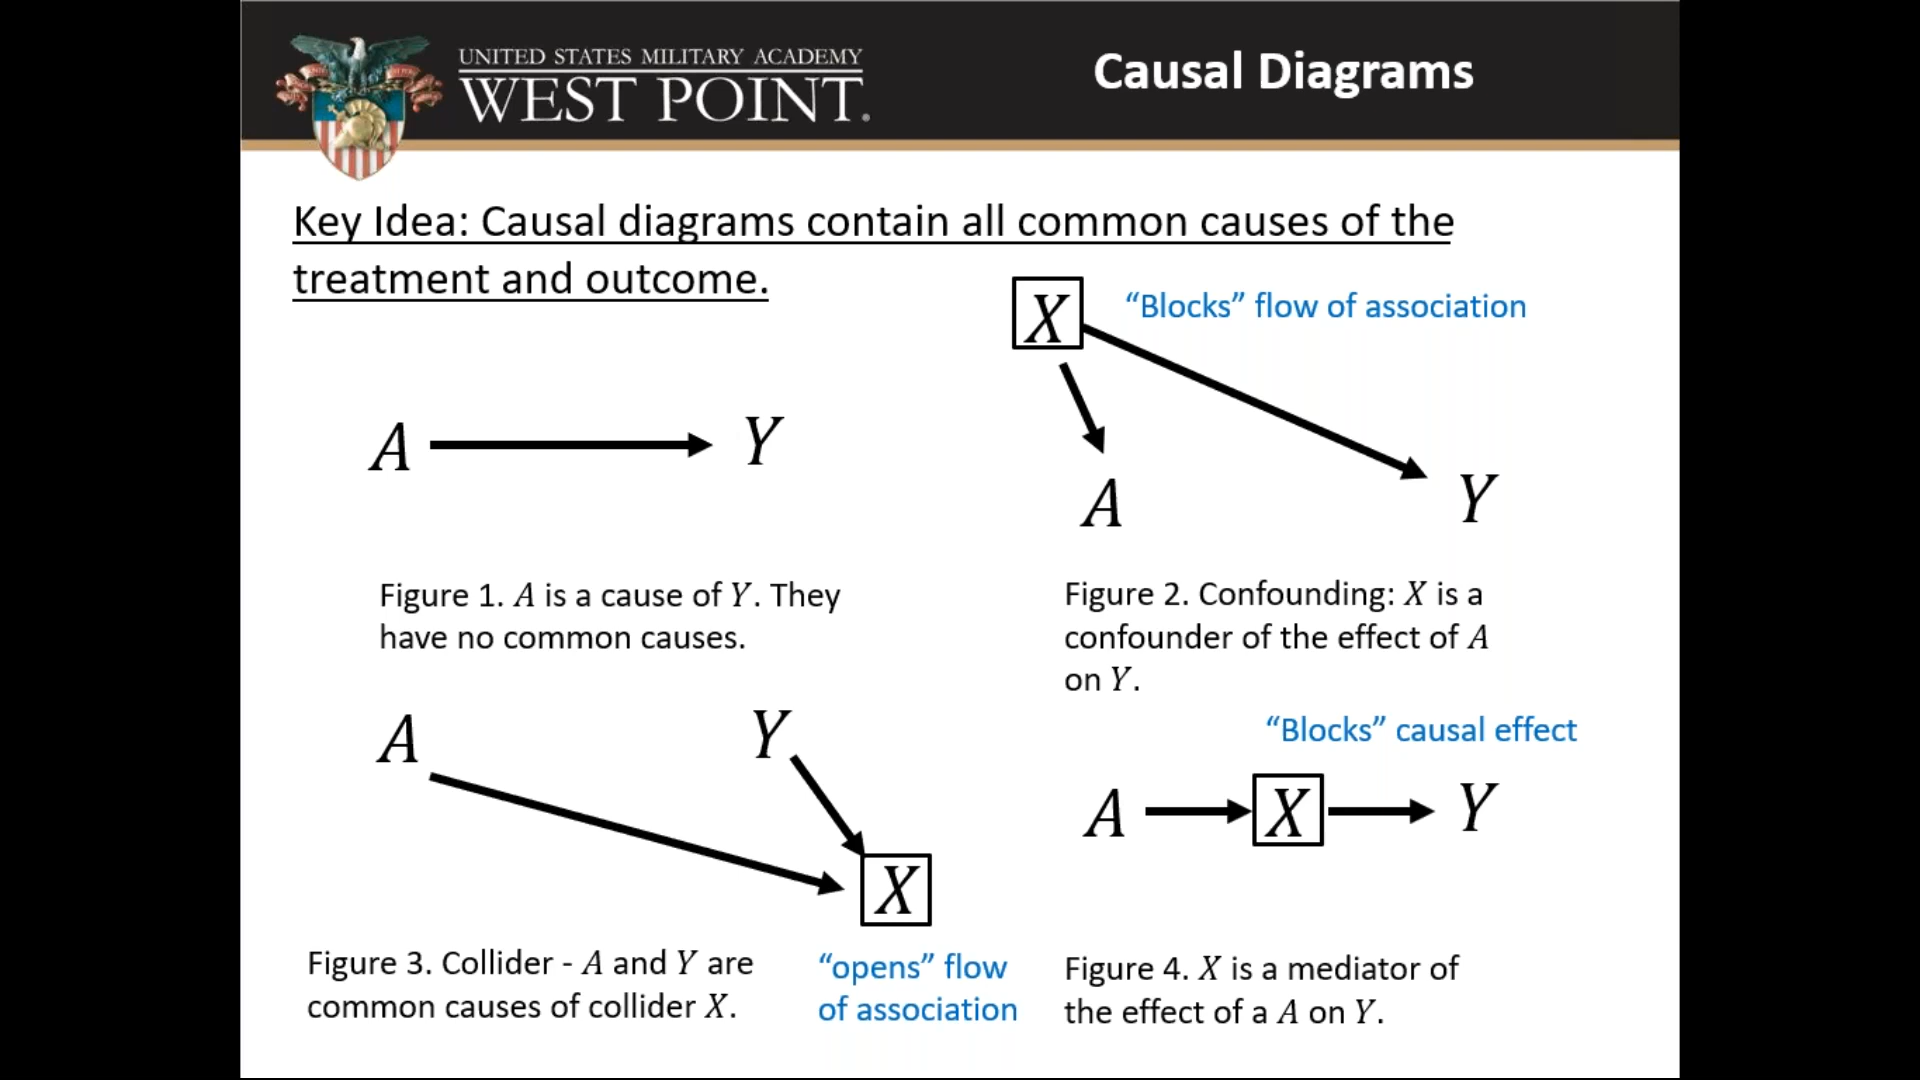 UNITED STATES MILITARY ACADEMY
WEST POINT.
Causal Diagrams
Key Idea: Causal diagrams contain all common causes of the
treatment and outcome.
X
“Blocks” flow of association
A
Y
A
Y
Figure 1. A is a cause of Y. They
have no common causes.
Figure 2. Confounding: X is a
confounder of the effect of A
on Y.
A
Y
X
“Blocks” causal effect
A
X
Y
Figure 3. Collider - A and Y are
common causes of collider X.
“opens” flow
of association
Figure 4. X is a mediator of
the effect of a A on Y.